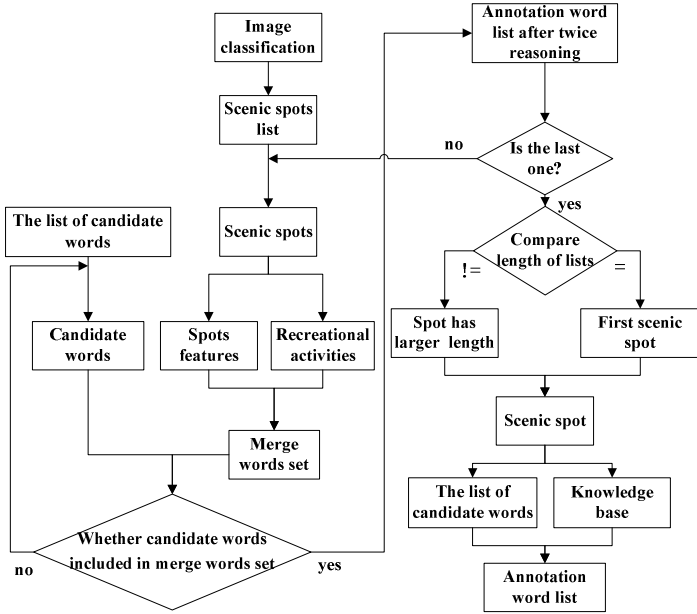 Image
classification
Scenic spots
list
Annotation word
list after twice
reasoning
no
Is the last
one?
yes
The list of candidate
words
Scenic spots
Compare
length of lists
!=
=
Candidate
words
Spots
features
Recreational
activities
Spot has
larger length
First scenic
spot
Merge
words set
Scenic spot
The list of
candidate words
Knowledge
base
Whether candidate words
included in merge words set
no
yes
Annotation
word list